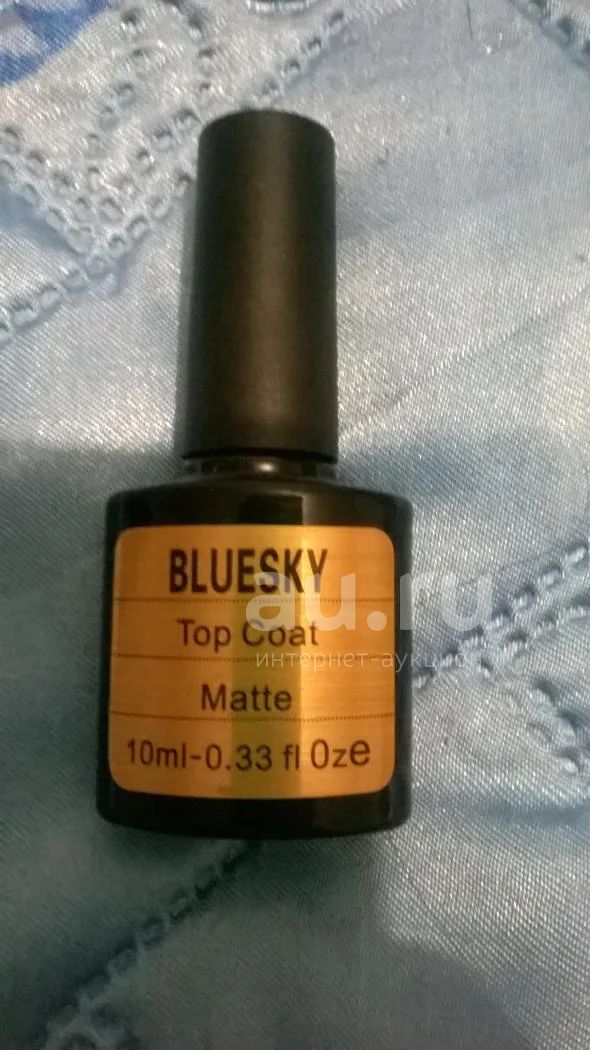 BLUESKY
au.ru
Top Coat
интернет-аукцион
Matte
10ml-0.33 fl Oze